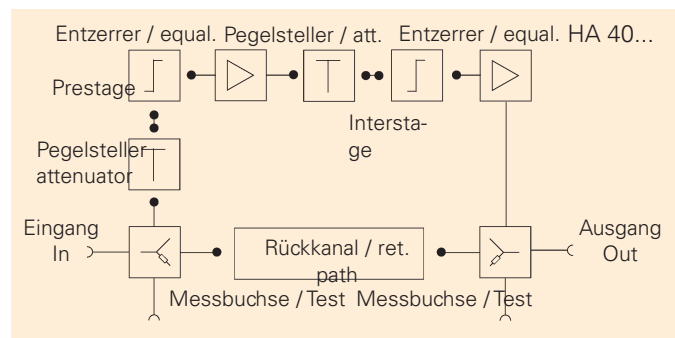 Entzerrer / equal. Pegelsteller / att. Entzerrer / equal. HA 40...
Prestage
Intersta-
ge
Pegelsteller
attenuator
Eingang
In
Rückkanal / ret.
path
Ausgang
Out
Messbuchse / Test Messbuchse / Test